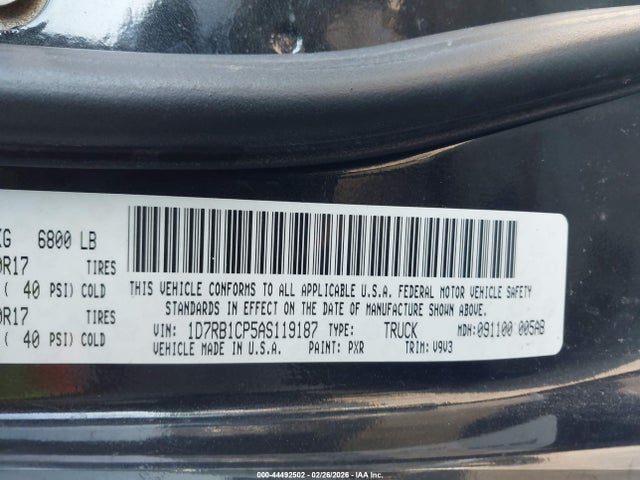 KG 6800 LB
0R17 TIRES
( 40 PSI) COLD
0R17 TIRES
( 40 PSI) COLD
THIS VEHICLE CONFORMS TO ALL APPLICABLE U.S.A. FEDERAL MOTOR VEHICLE SAFETY
STANDARDS IN EFFECT ON THE DATE OF MANUFACTURE SHOWN ABOVE.
VIN: 1D7RB1CP5AS119187 TYPE: TRUCK MDH: 091100 005AB
VEHICLE MADE IN U.S.A. PAINT: PXR TRIM: V9V3
000-44492502 - 02/26/2026 - IAA Inc.